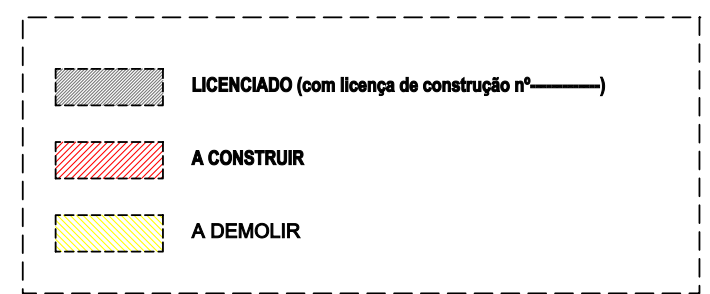 LICENCIADO (com licença de construção nº--------------)
A CONSTRUIR
A DEMOLIR